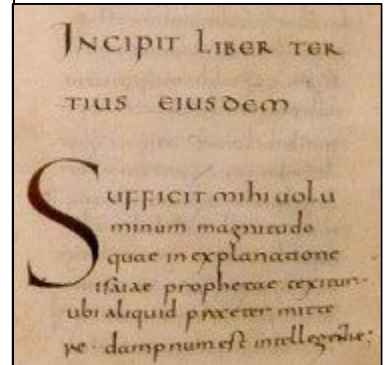 INCIPIT LIBER TER
TIUS EIUSDEM
SUFFICIT mihi uolu
minum magnitudo
quae in explanatione
isaiae prophetae texitur·
ubi aliquid praeter mitte
re· dampnum est intellegentiae;